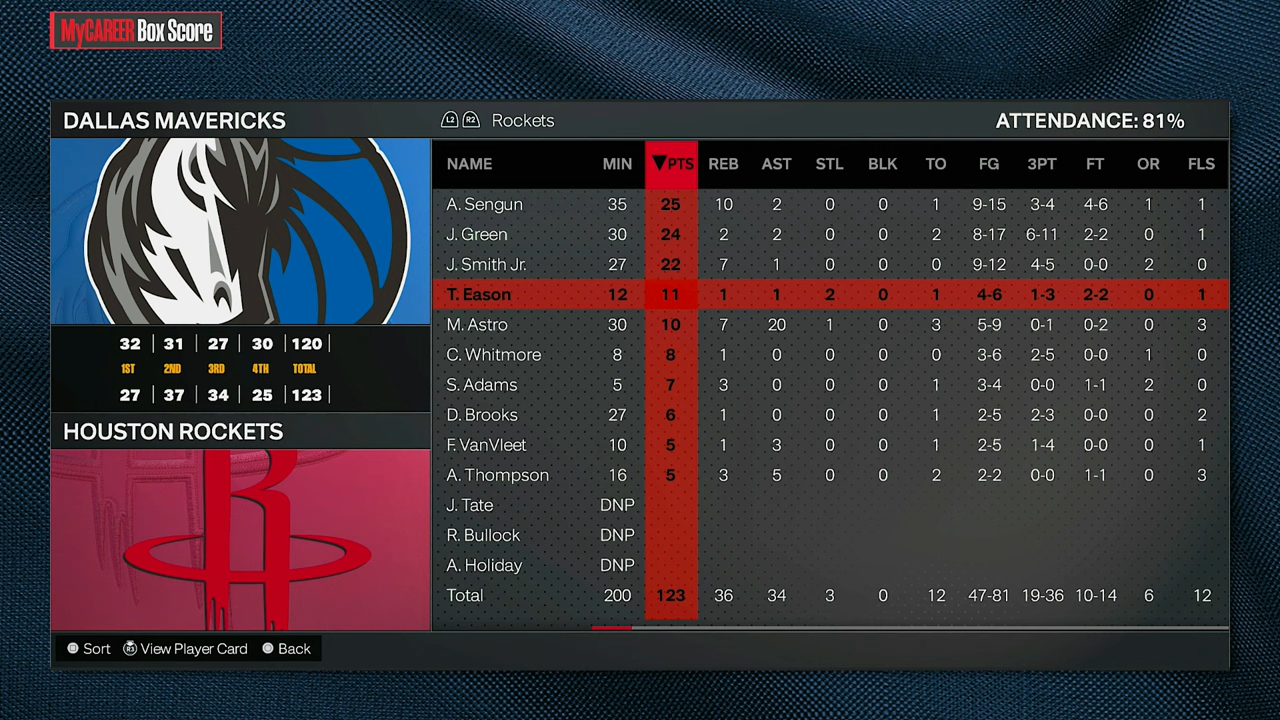 MyCAREER Box Score
DALLAS MAVERICKS
L2 R2 Rockets
ATTENDANCE: 81%
NAME MIN ▼PTS REB AST STL BLK TO FG 3PT FT OR FLS
A. Sengun 35 25 10 2 0 0 1 9-15 3-4 4-6 1 1
J. Green 30 24 2 2 0 0 2 8-17 6-11 2-2 0 1
J. Smith Jr. 27 22 7 1 0 0 0 9-12 4-5 0-0 2 0
T. Eason 12 11 1 1 2 0 1 4-6 1-3 2-2 0 1
M. Astro 30 10 7 20 1 0 3 5-9 0-1 0-2 0 3
C. Whitmore 8 8 1 0 0 0 0 3-6 2-5 0-0 1 0
S. Adams 5 7 3 0 0 0 1 3-4 0-0 1-1 2 0
D. Brooks 27 6 1 0 0 0 1 2-5 2-3 0-0 0 2
F. VanVleet 10 5 1 3 0 0 1 2-5 1-4 0-0 0 1
A. Thompson 16 5 3 5 0 0 2 2-2 0-0 1-1 0 3
J. Tate DNP
R. Bullock DNP
A. Holiday DNP
Total 200 123 36 34 3 0 12 47-81 19-36 10-14 6 12
32 31 27 30 120
1ST 2ND 3RD 4TH TOTAL
27 37 34 25 123
HOUSTON ROCKETS
R
Sort R3 View Player Card Back